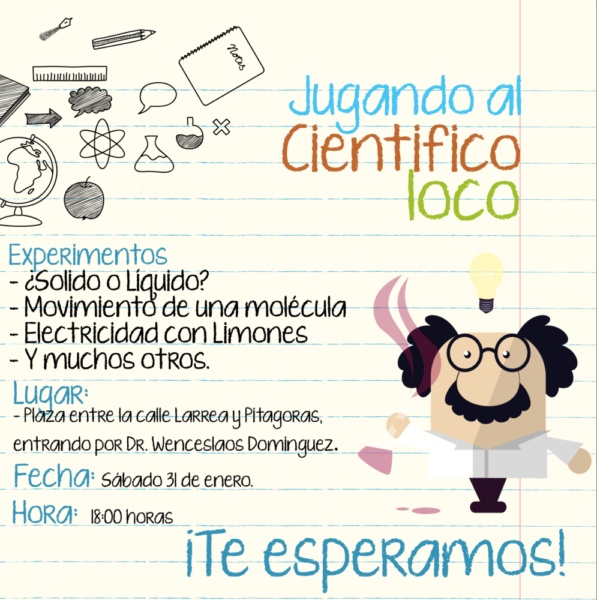 Notes
Jugando al
Cientifico
loco
Experimentos
- ¿Solido o Líquido?
- Movimiento de una molécula
- Electricidad con Limones
- Y muchos otros.
Lugar:
- Plaza entre la calle Larrea y Pitagoras,
entrando por Dr. Wenceslaos Dominguez.
Fecha: Sábado 31 de enero.
Hora: 18:00 horas
¡Te esperamos!